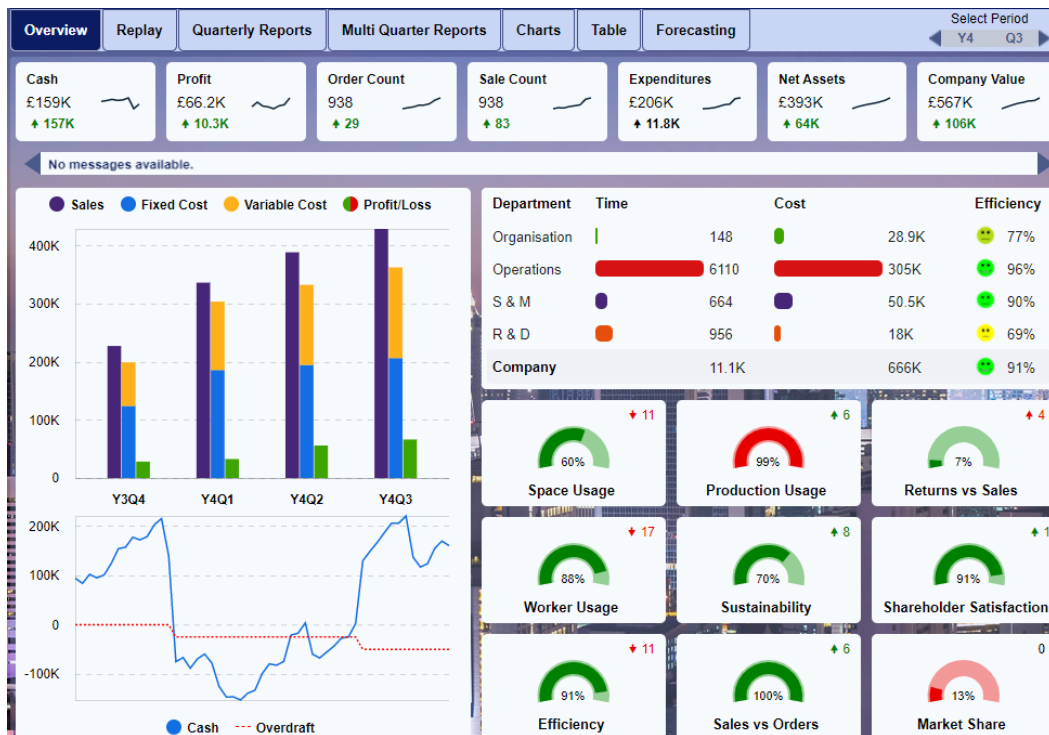 Overview Replay Quarterly Reports Multi Quarter Reports Charts Table Forecasting
Select Period
Y4 Q3
Cash Profit Order Count Sale Count Expenditures Net Assets Company Value
£159K £66.2K 938 938 £206K £393K £567K
157K 10.3K 29 83 11.8K 64K 106K
No messages available.
Sales Fixed Cost Variable Cost Profit/Loss
400K
300K
200K
100K
0
Y3Q4 Y4Q1 Y4Q2 Y4Q3
200K
100K
0
-100K
Cash Overdraft
Department Time Cost Efficiency
Organisation 148 28.9K 77%
Operations 6110 305K 96%
S & M 664 50.5K 90%
R & D 956 18K 69%
Company 11.1K 666K 91%
11 6 4
60% 99% 7%
Space Usage Production Usage Returns vs Sales
17 8 1
88% 70% 91%
Worker Usage Sustainability Shareholder Satisfaction
11 6 0
91% 100% 13%
Efficiency Sales vs Orders Market Share